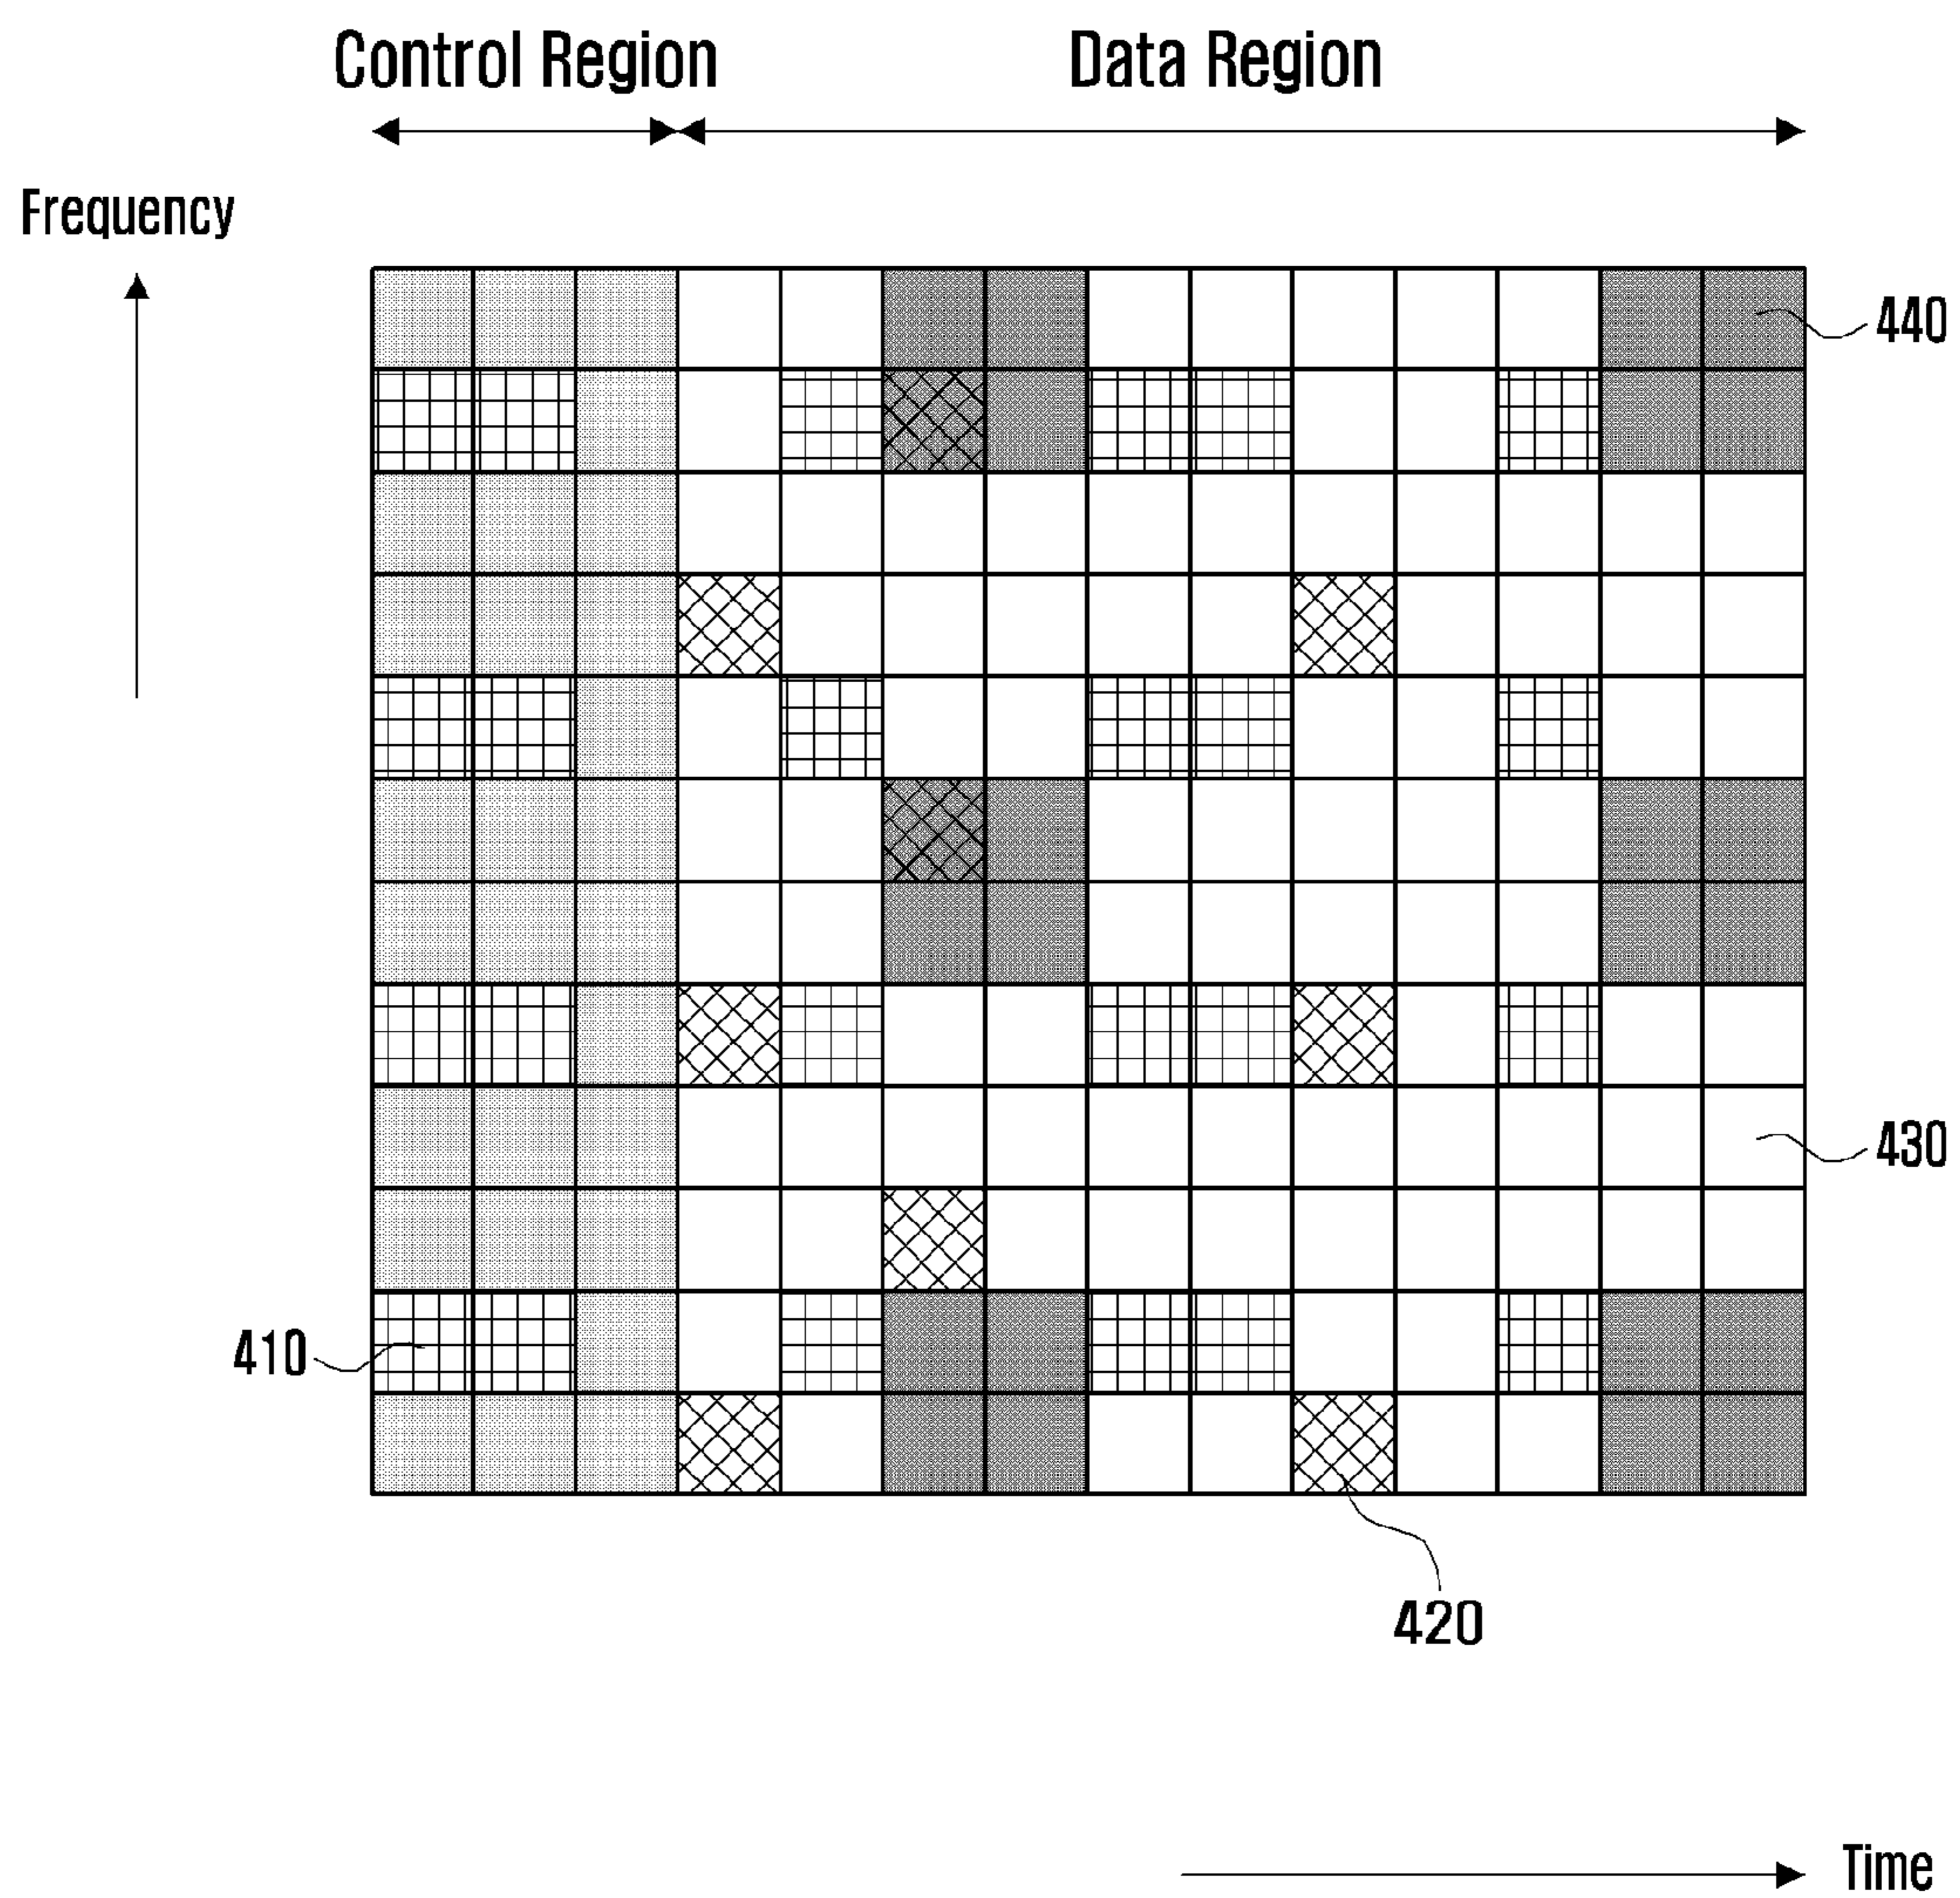 Control Region Data Region
Frequency
440
430
410
420
Time